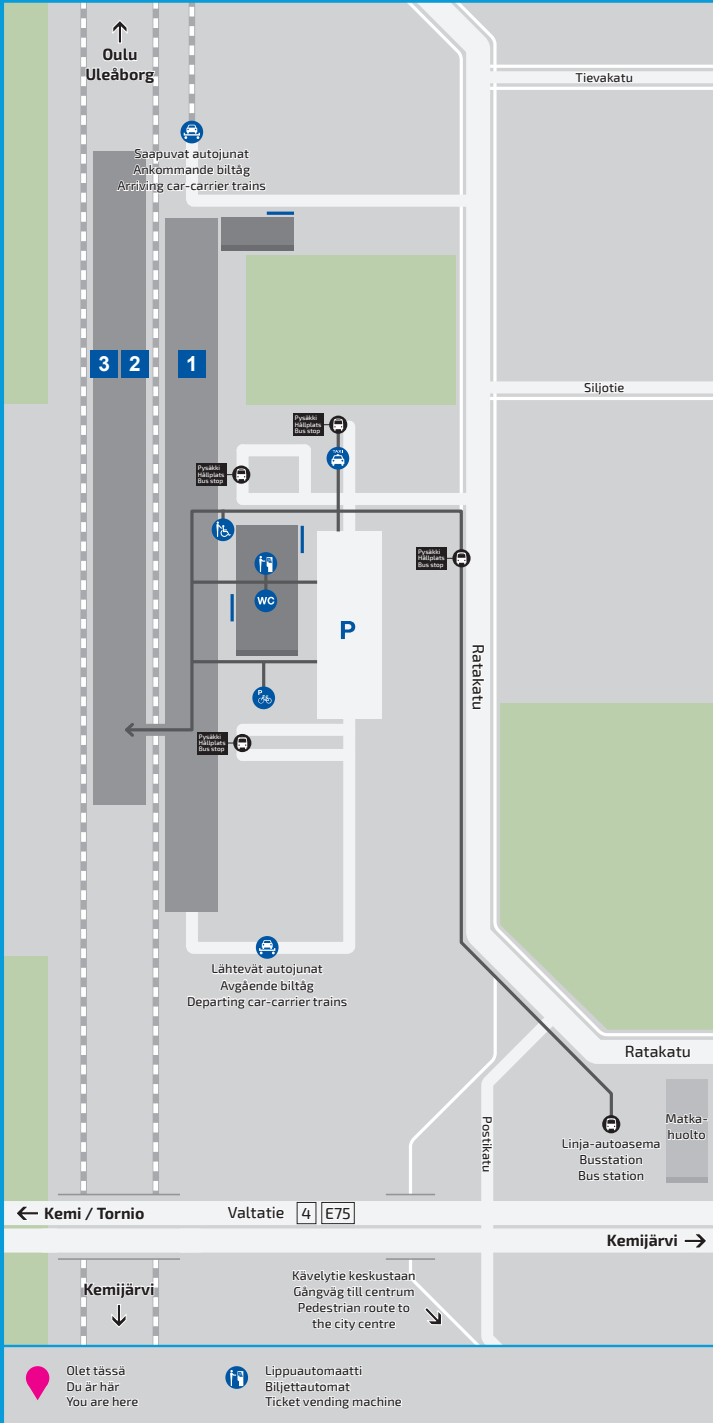 Oulu
Uleåborg
Tievakatu
Saapuvat autojunat
Ankommande biltåg
Arriving car-carrier trains
3 2 1
Siljotie
Pysäkki
Hållplats
Bus stop
TAXI
Pysäkki
Hållplats
Bus stop
Pysäkki
Hållplats
Bus stop
WC
P
Ratakatu
P
Pysäkki
Hållplats
Bus stop
Lähtevät autojunat
Avgående biltåg
Departing car-carrier trains
Ratakatu
Matka-
huolto
Postikatu
Linja-autoasema
Busstation
Bus station
Kemi / Tornio
Valtatie 4 E75
Kemijärvi
Kemijärvi
Kävelytie keskustaan
Gångväg till centrum
Pedestrian route to
the city centre
Olet tässä
Du är här
You are here
Lippuautomaatti
Biljettautomat
Ticket vending machine